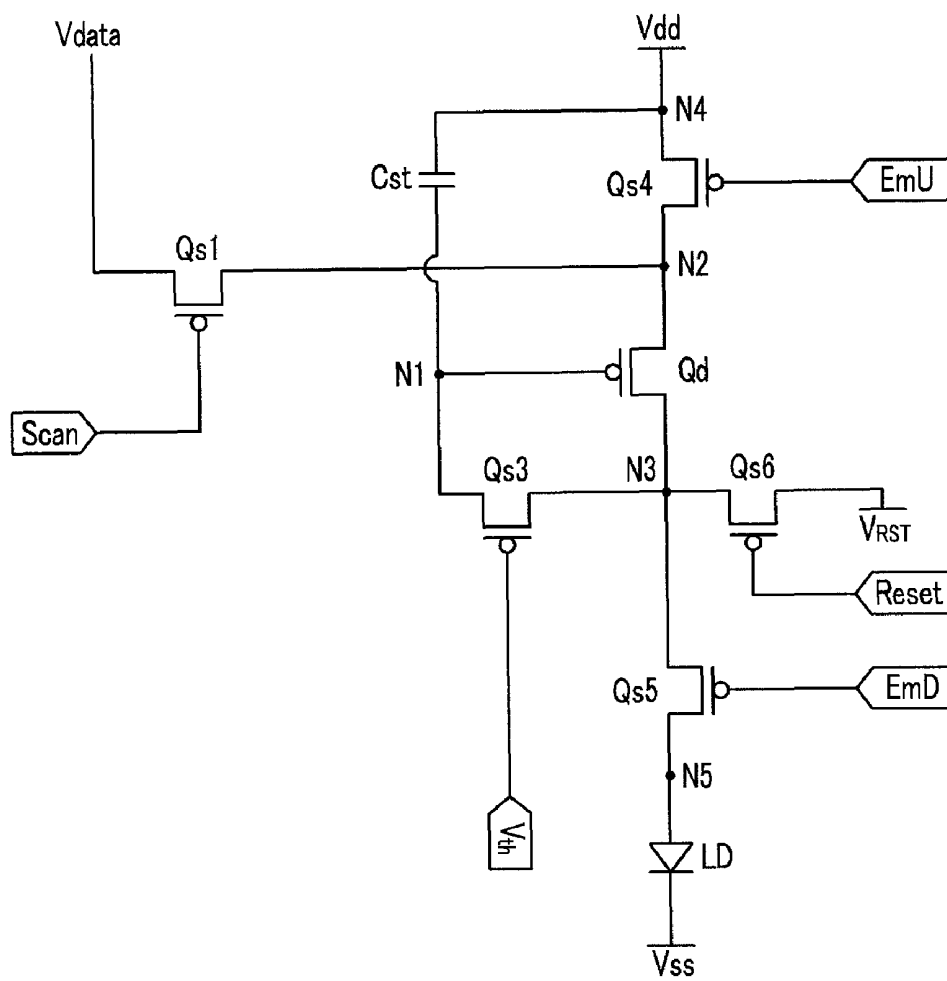 Vdata
Vdd
N4
Cst
Qs4
EmU
Qs1
N2
N1
Qd
Scan
Qs3
N3
Qs6
VRST
Reset
Qs5
EmD
N5
Vth
LD
Vss